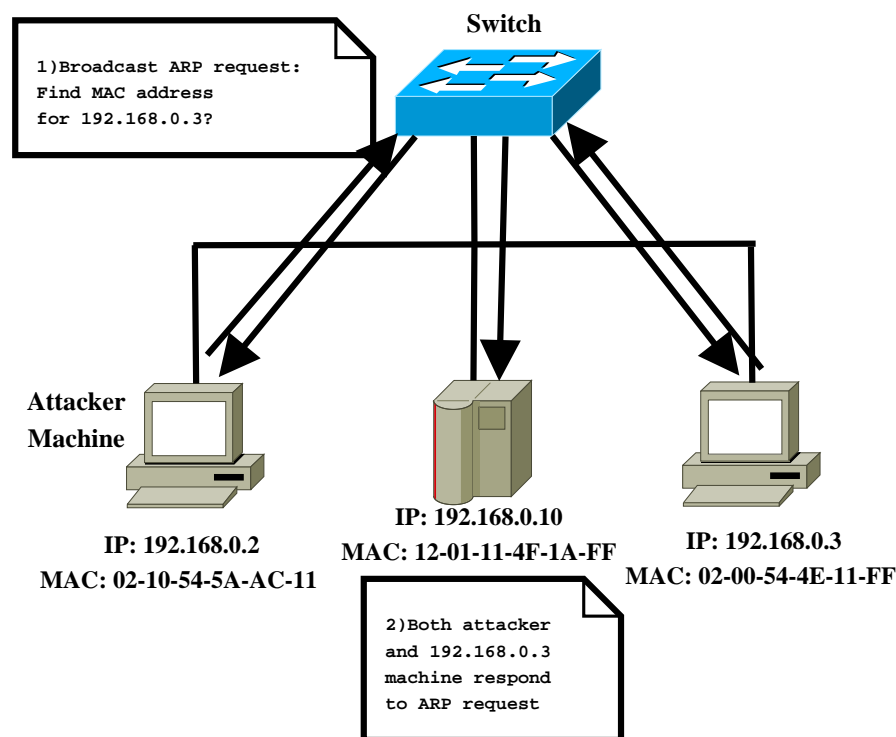 Switch
1)Broadcast ARP request:
Find MAC address
for 192.168.0.3?
Attacker
Machine
IP: 192.168.0.2
MAC: 02-10-54-5A-AC-11
IP: 192.168.0.10
MAC: 12-01-11-4F-1A-FF
IP: 192.168.0.3
MAC: 02-00-54-4E-11-FF
2)Both attacker
and 192.168.0.3
machine respond
to ARP request